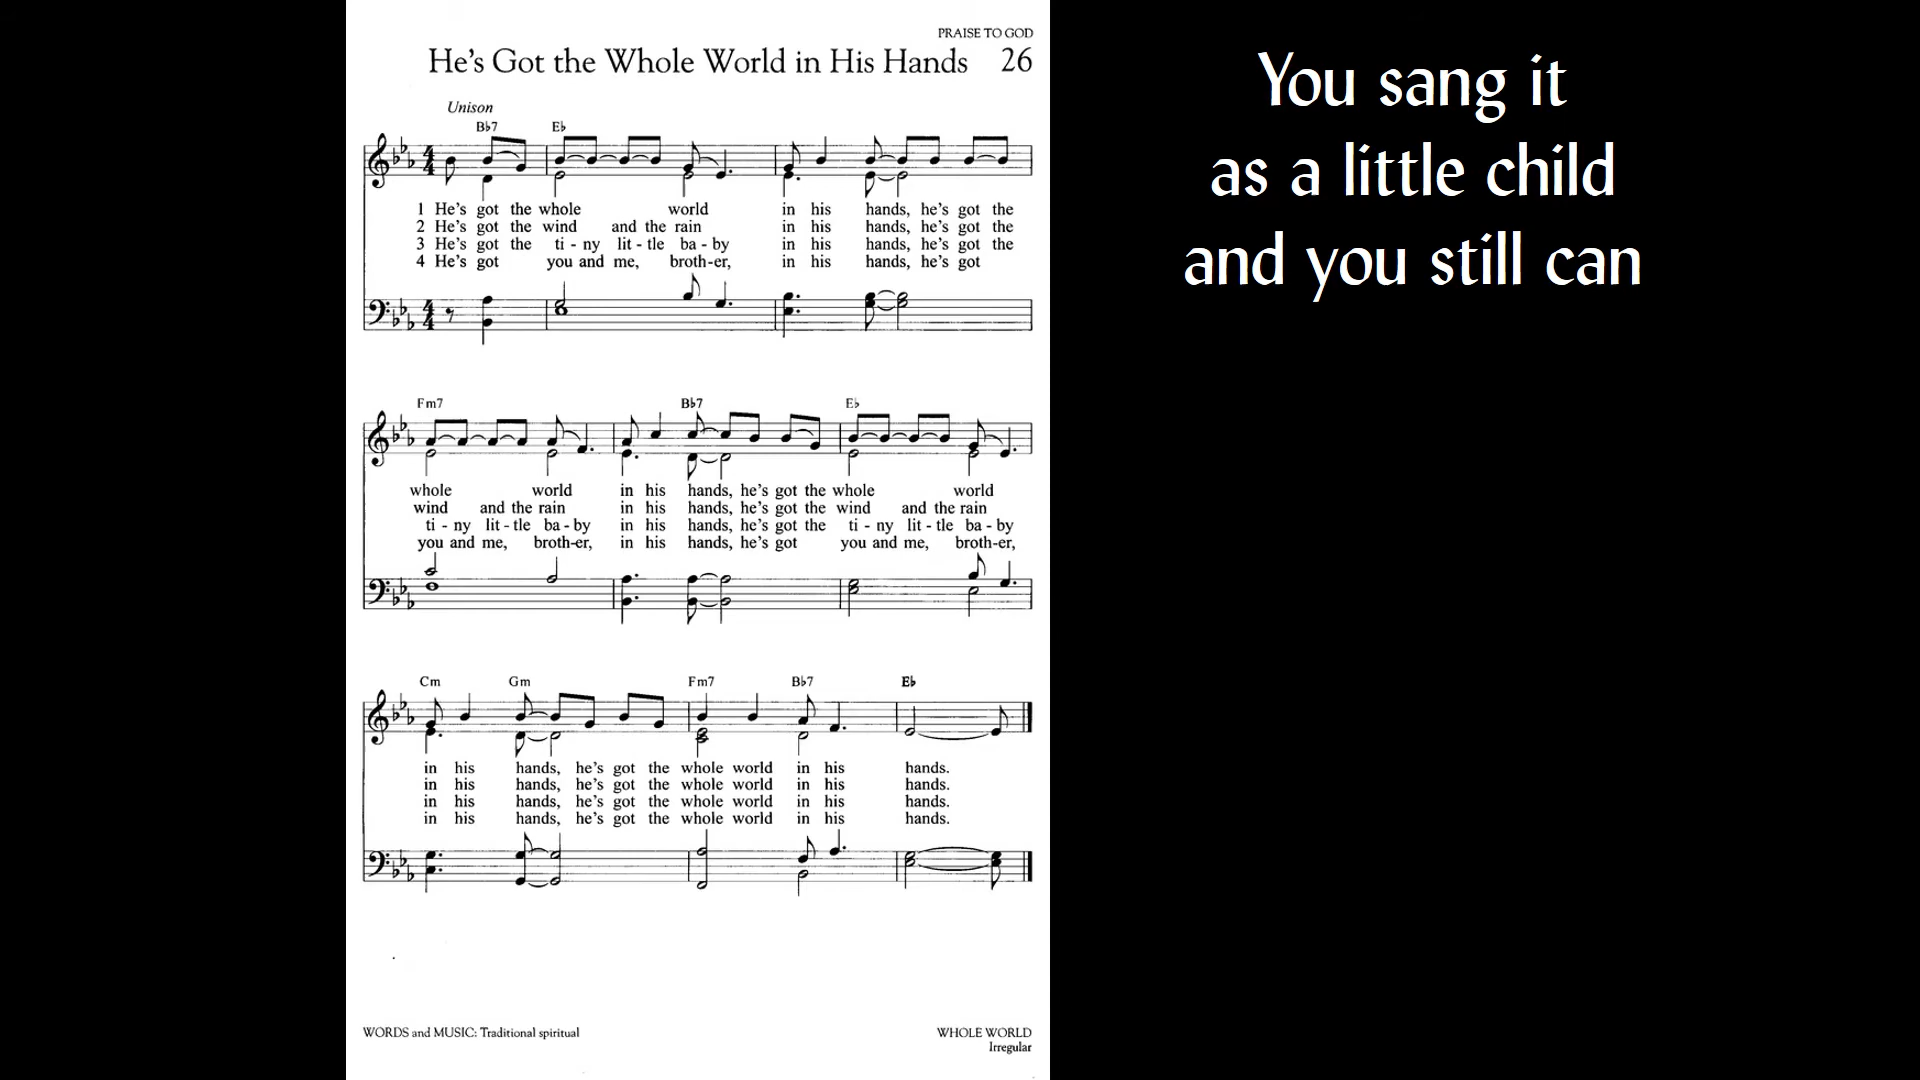 PRAISE TO GOD
He's Got the Whole World in His Hands 26
Unison
B♭7 E♭
1 He's got the whole world in his hands, he's got the
2 He's got the wind and the rain in his hands, he's got the
3 He's got the ti - ny lit - tle ba - by in his hands, he's got the
4 He's got you and me, broth-er, in his hands, he's got
Fm7 B♭7 E♭
whole world in his hands, he's got the whole world
wind and the rain in his hands, he's got the wind and the rain
ti - ny lit - tle ba - by in his hands, he's got the ti - ny lit - tle ba - by
you and me, broth-er, in his hands, he's got you and me, broth-er,
Cm Gm Fm7 B♭7 E♭
in his hands, he's got the whole world in his hands.
in his hands, he's got the whole world in his hands.
in his hands, he's got the whole world in his hands.
in his hands, he's got the whole world in his hands.
WORDS and MUSIC: Traditional spiritual
WHOLE WORLD
Irregular
You sang it
as a little child
and you still can